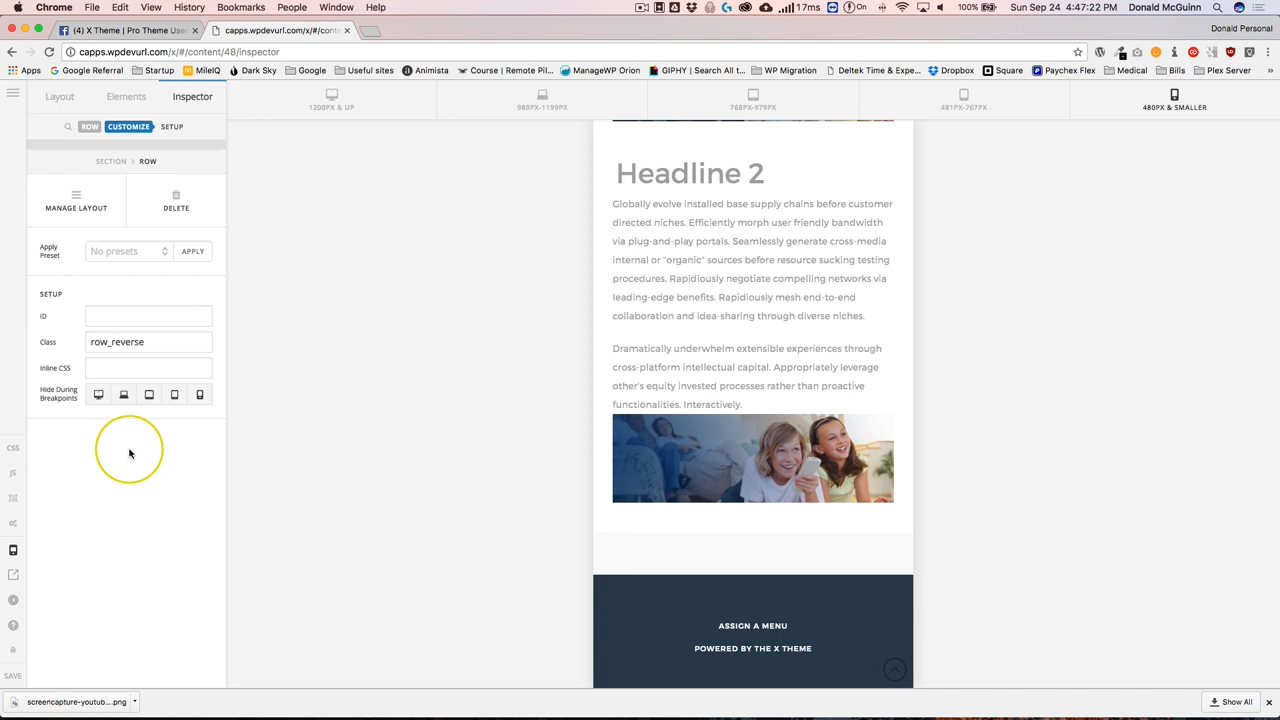 Chrome File Edit View History Bookmarks People Window Help 17ms On 100% Sun Sep 24 4:47:22 PM Donald McGuinn
(4) X Theme | Pro Theme Use capps.wpdevurl.com/x/#/conte Donald Personal
capps.wpdevurl.com/x/#/content/48/inspector
Apps Google Referral Startup MileIQ Dark Sky Google Useful sites Animista Course | Remote Pil... ManageWP Orion GIPHY | Search All t... WP Migration Deltek Time & Expe... Dropbox Square Paychex Flex Medical Bills Plex Server »
Layout Elements Inspector
1200PX & UP 980PX-1199PX 768PX-979PX 481PX-767PX 480PX & SMALLER
ROW CUSTOMIZE SETUP
SECTION > ROW
MANAGE LAYOUT DELETE
Apply Preset No presets APPLY
SETUP
ID
Class row_reverse
Inline CSS
Hide During Breakpoints
CSS
JS
SAVE
Headline 2
Globally evolve installed base supply chains before customer
directed niches. Efficiently morph user friendly bandwidth
via plug-and-play portals. Seamlessly generate cross-media
internal or "organic" sources before resource sucking testing
procedures. Rapidiously negotiate compelling networks via
leading-edge benefits. Rapidiously mesh end-to-end
collaboration and idea-sharing through diverse niches.
Dramatically underwhelm extensible experiences through
cross-platform intellectual capital. Appropriately leverage
other's equity invested processes rather than proactive
functionalities. Interactively.
ASSIGN A MENU
POWERED BY THE X THEME
screencapture-youtub....png Show All